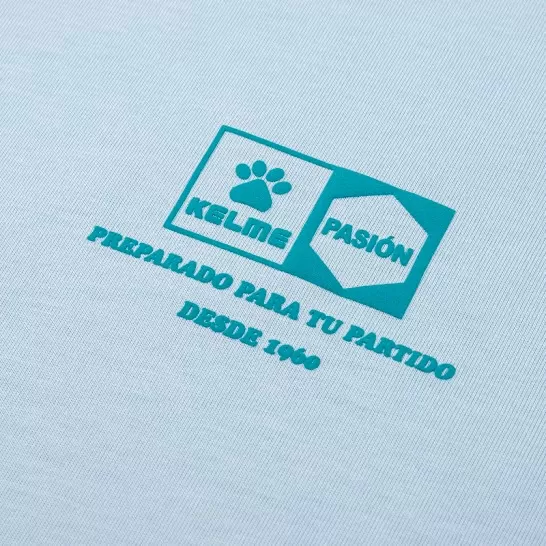 KELME
PASIÓN
PREPARADO PARA TU PARTIDO
DESDE 1960